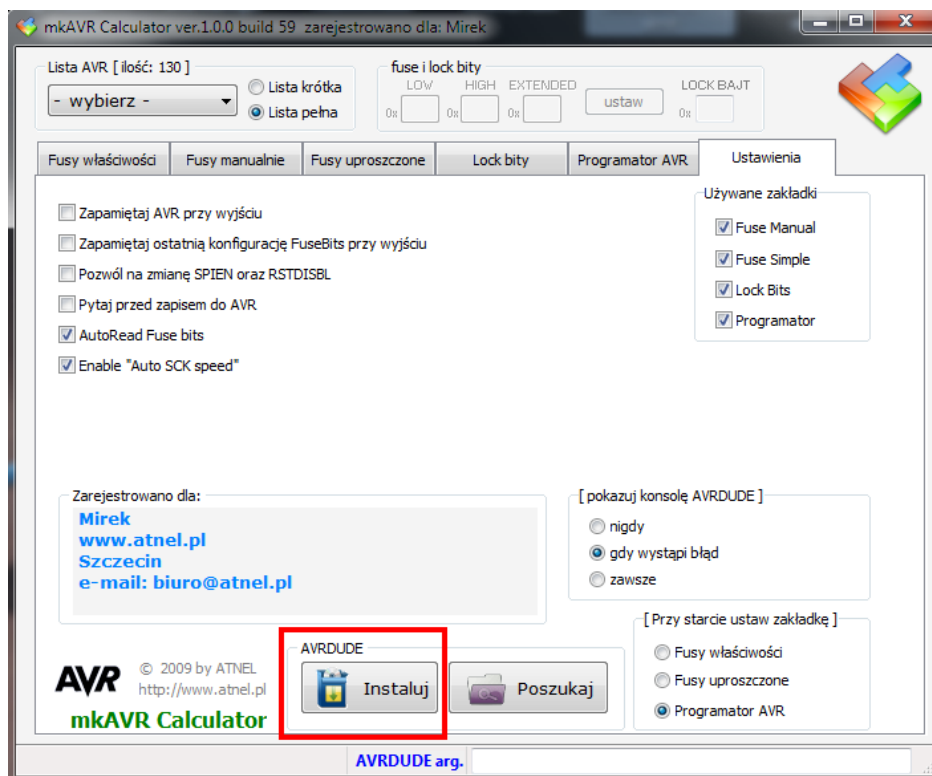 mkAVR Calculator ver.1.0.0 build 59 zarejestrowano dla: Mirek
Lista AVR [ ilość: 130 ]
- wybierz -
Lista krótka
Lista pełna
fuse i lock bity
LOW HIGH EXTENDED LOCK BAJT
0x 0x 0x ustaw 0x
Fusy właściwości Fusy manualnie Fusy uproszczone Lock bity Programator AVR Ustawienia
Zapamiętaj AVR przy wyjściu
Zapamiętaj ostatnią konfigurację FuseBits przy wyjściu
Pozwól na zmianę SPIEN oraz RSTDISBL
Pytaj przed zapisem do AVR
AutoRead Fuse bits
Enable "Auto SCK speed"
Używane zakładki
Fuse Manual
Fuse Simple
Lock Bits
Programator
Zarejestrowano dla:
Mirek
www.atnel.pl
Szczecin
e-mail: biuro@atnel.pl
[ pokazuj konsolę AVRDUDE ]
nigdy
gdy wystąpi błąd
zawsze
AVR
© 2009 by ATNEL
http://www.atnel.pl
mkAVR Calculator
AVRDUDE
Instaluj Poszukaj
[ Przy starcie ustaw zakładkę ]
Fusy właściwości
Fusy uproszczone
Programator AVR
AVRDUDE arg.